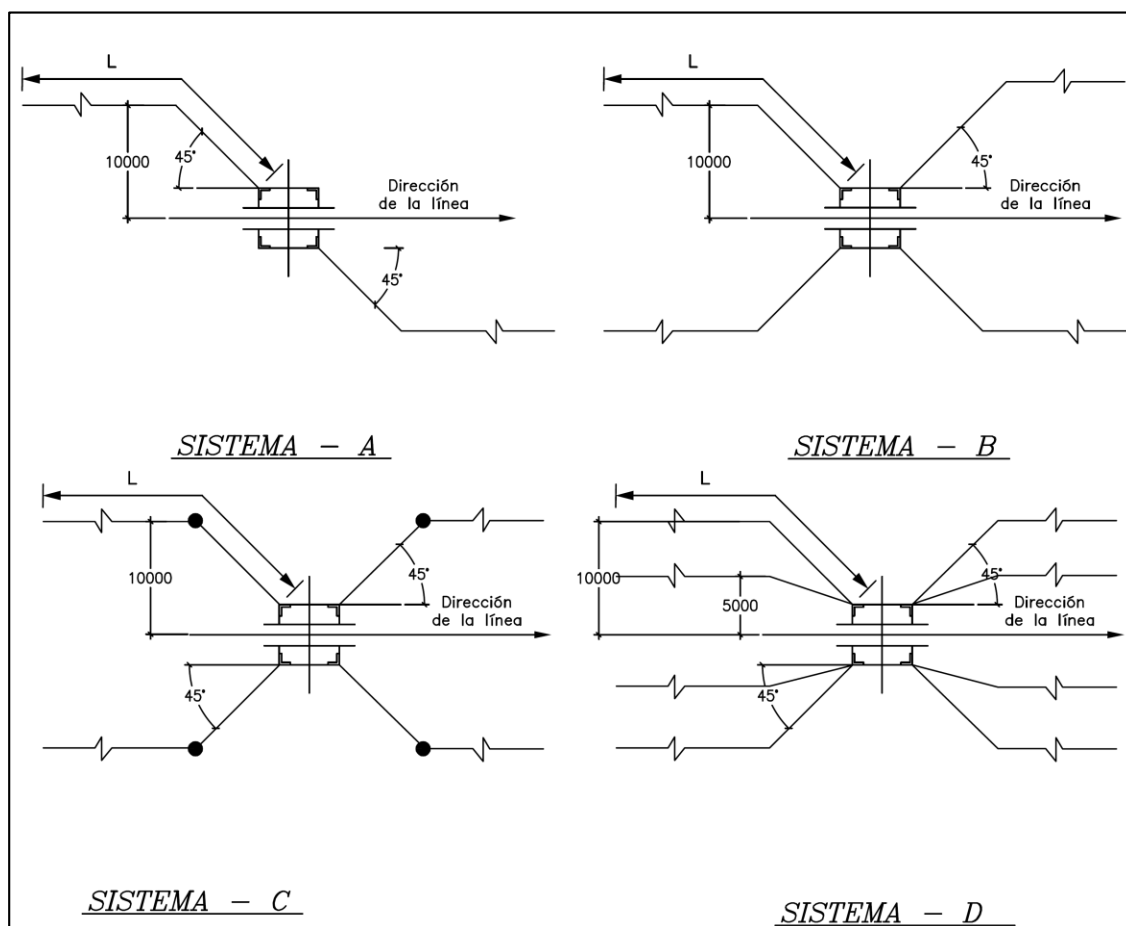 L
10000
45°
Dirección
de la línea
45°
SISTEMA - A
L
10000
45°
Dirección
de la línea
SISTEMA - B
L
10000
45°
Dirección
de la línea
45°
SISTEMA - C
L
10000
5000
45°
Dirección
de la línea
45°
SISTEMA - D